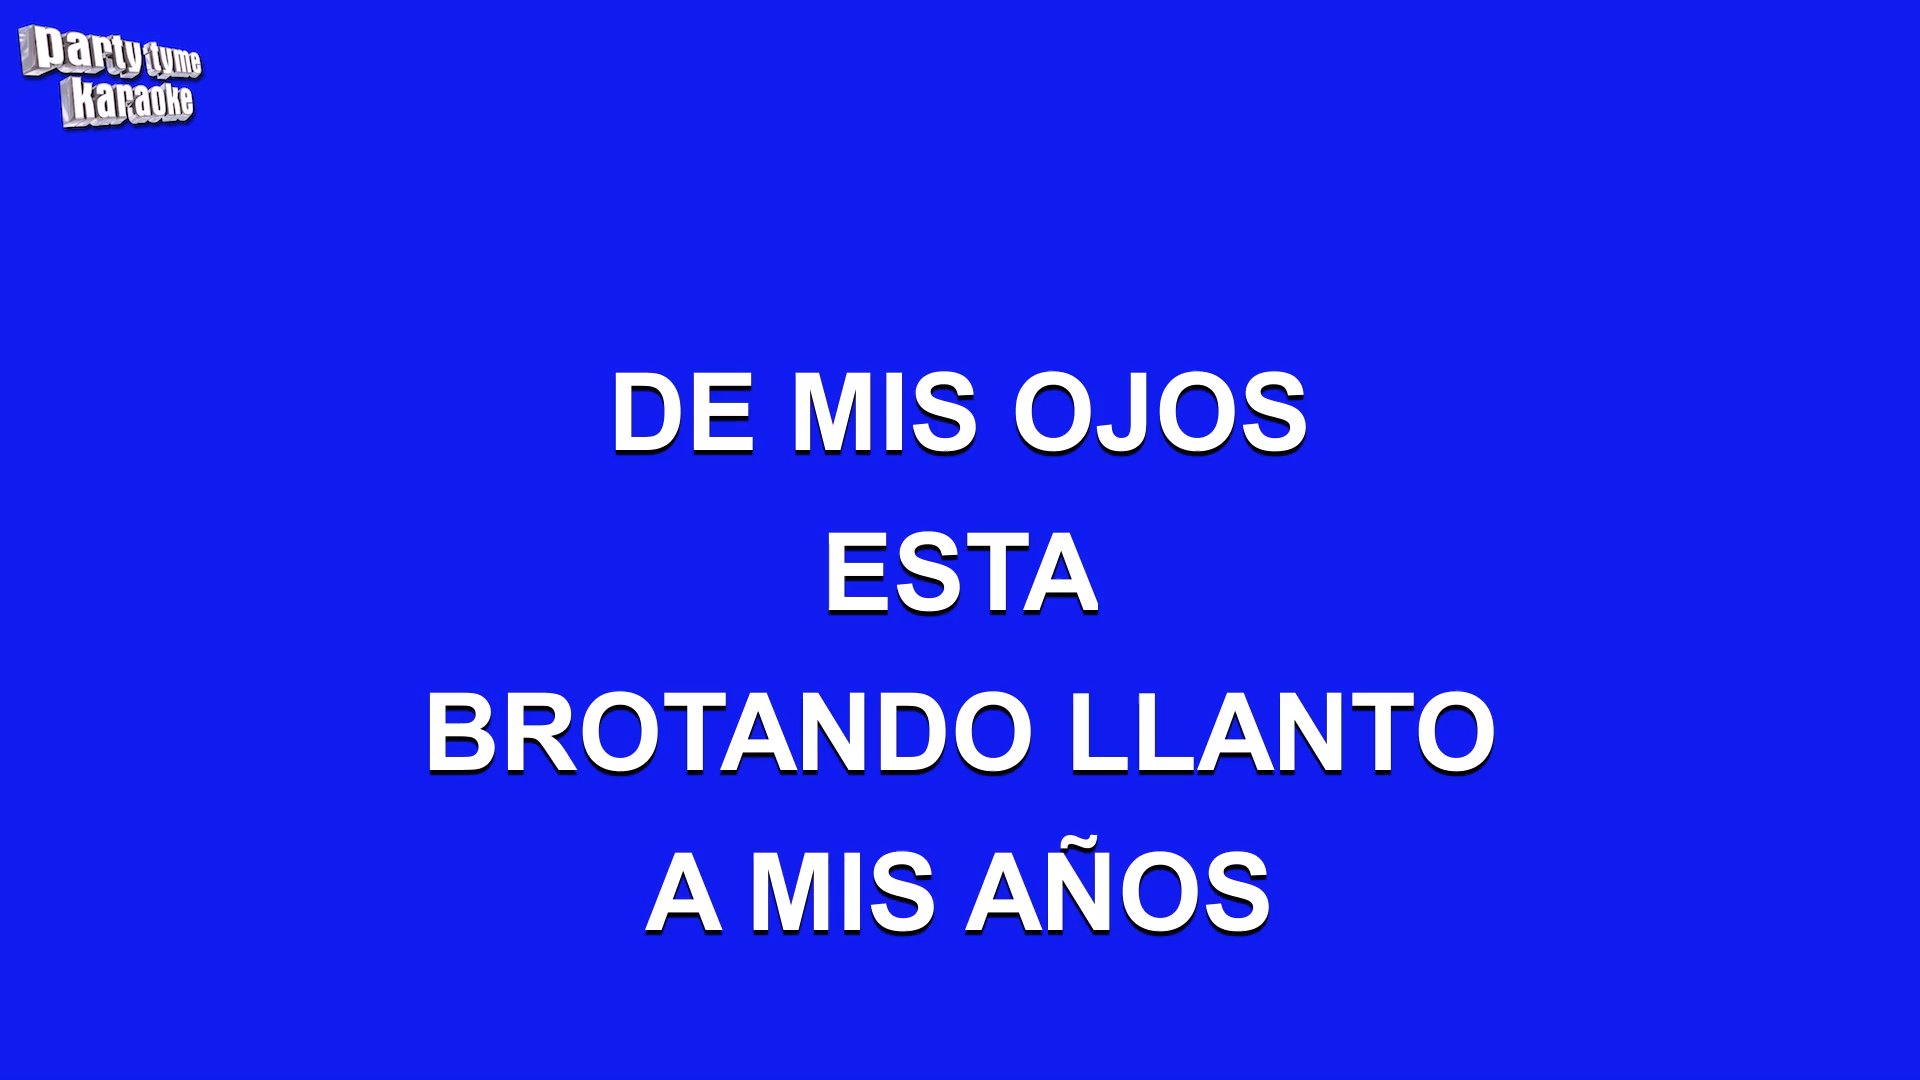 party tyme
karaoke
DE MIS OJOS
ESTA
BROTANDO LLANTO
A MIS AÑOS